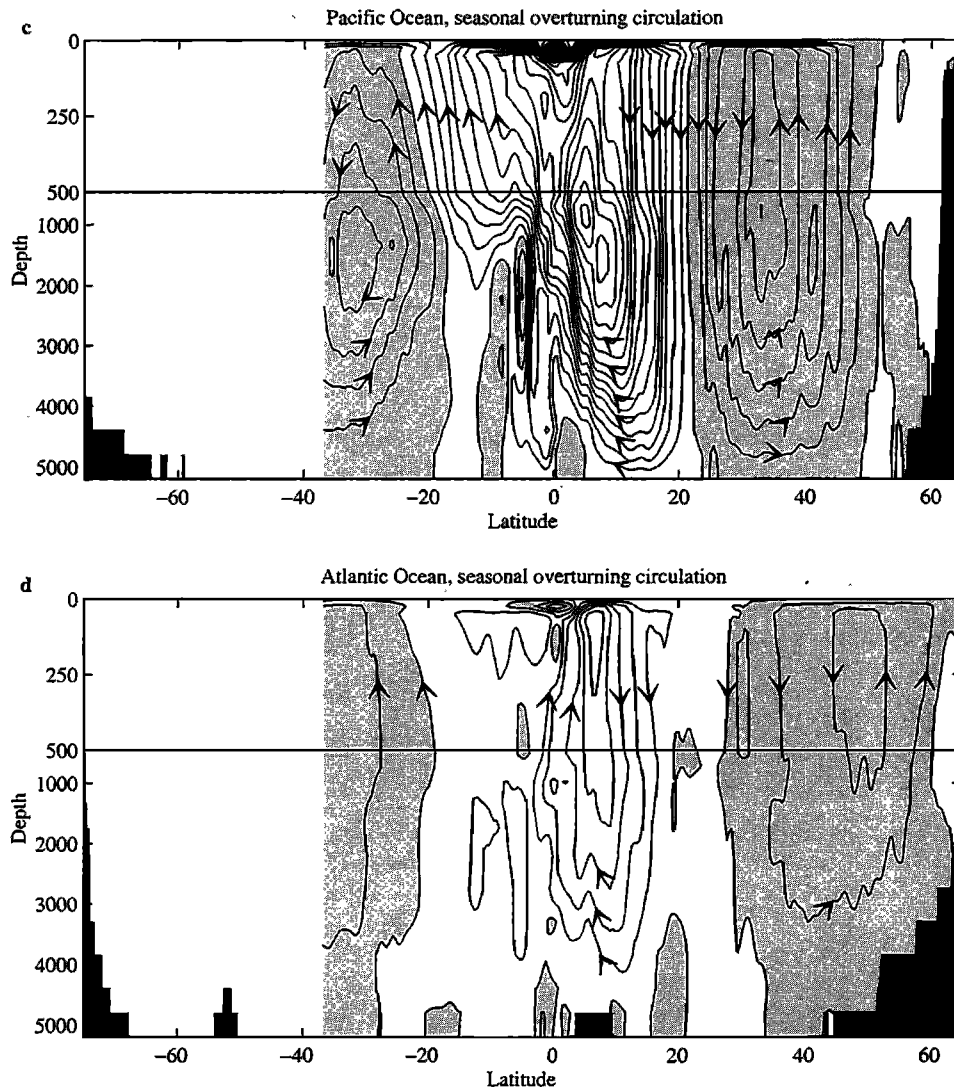 c
Pacific Ocean, seasonal overturning circulation
0
250
500
1000
2000
3000
4000
5000
Depth
−60 −40 −20 0 20 40 60
Latitude
d
Atlantic Ocean, seasonal overturning circulation
0
250
500
1000
2000
3000
4000
5000
Depth
−60 −40 −20 0 20 40 60
Latitude